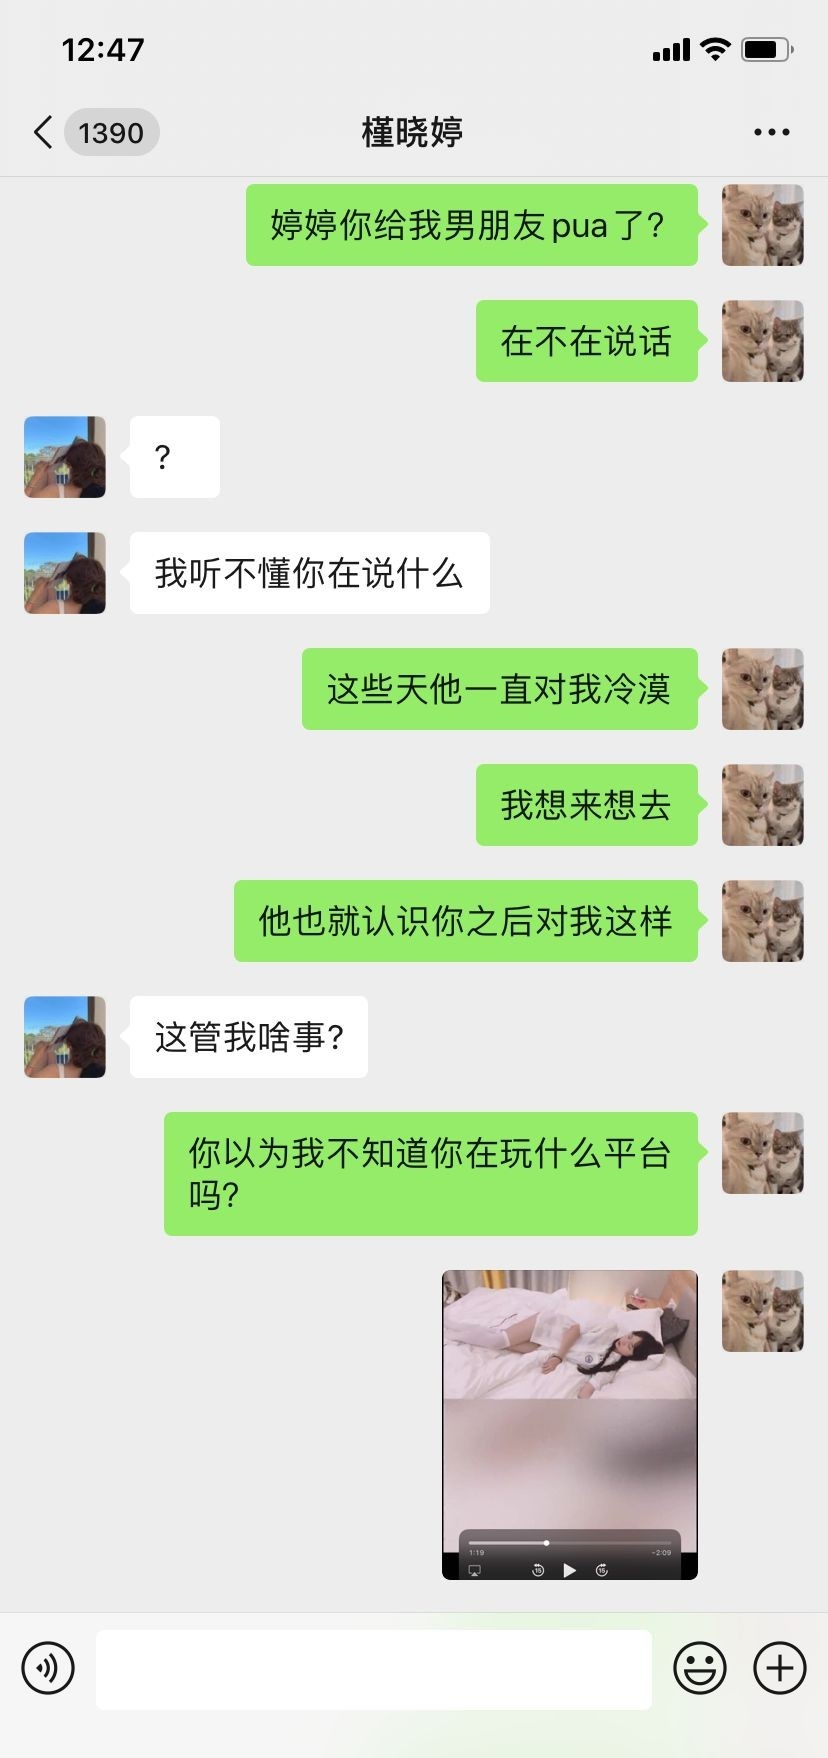 12:47
1390
槿晓婷
婷婷你给我男朋友pua了?
在不在说话
?
我听不懂你在说什么
这些天他一直对我冷漠
我想来想去
他也就认识你之后对我这样
这管我啥事?
你以为我不知道你在玩什么平台
吗?
1:19
-2:09
15
15